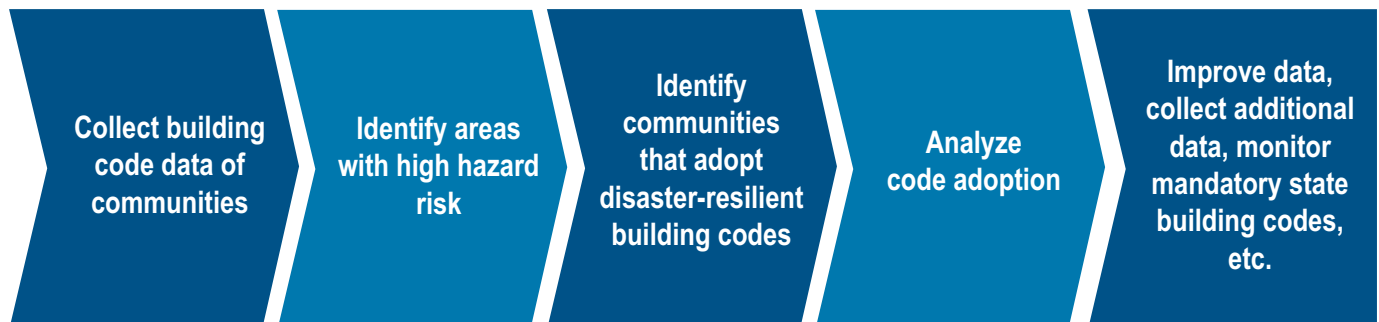 Collect building
code data of
communities
Identify areas
with high hazard
risk
Identify
communities
that adopt
disaster-resilient
building codes
Analyze
code adoption
Improve data,
collect additional
data, monitor
mandatory state
building codes,
etc.